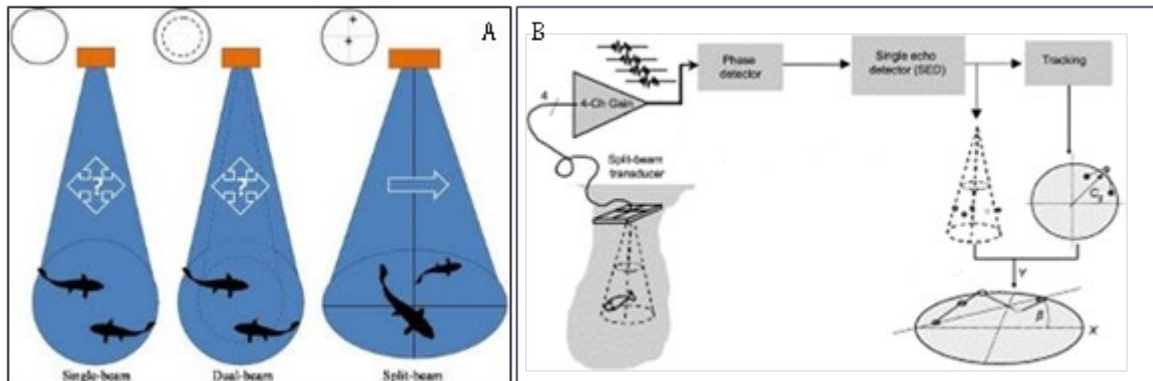 A
?
?
Single-beam
Dual-beam
Split-beam
B
4
4-Ch Gain
Phase
detector
Single echo
detector (SED)
Tracking
Split-beam
transducer
Cg
Y
β
X